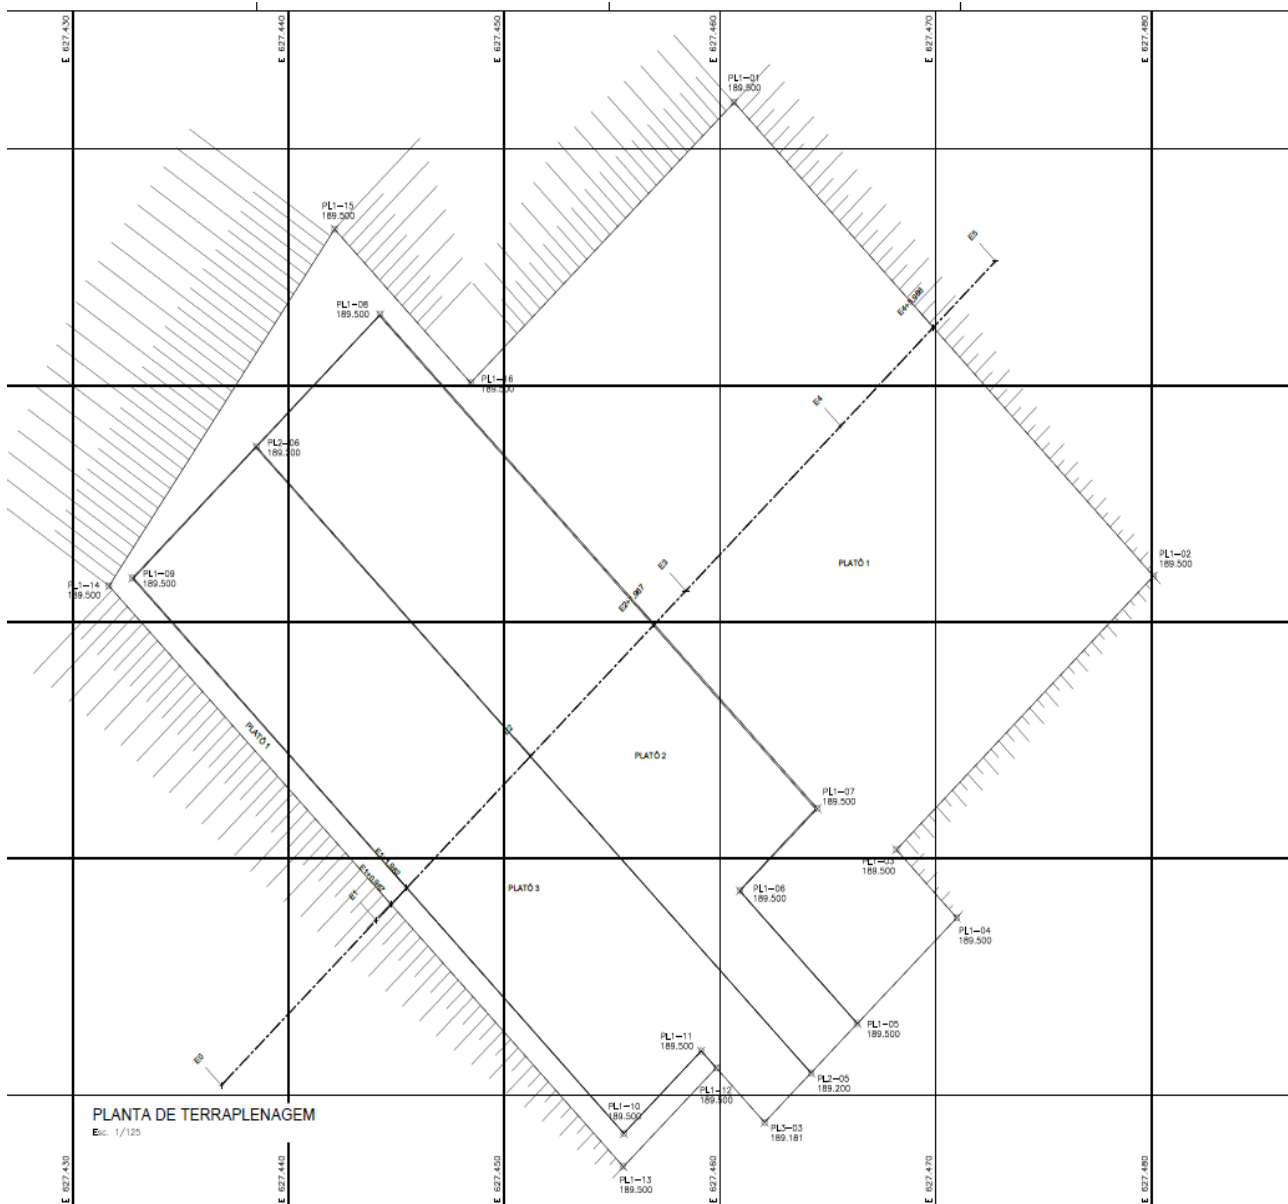 E 627.430
E 627.440
E 627.450
E 627.460
E 627.470
E 627.480
PL1-01
189.500
PL1-15
189.500
E5
PL1-08
189.500
PL1-16
189.500
E4
PL2-06
189.200
PL1-02
189.500
PLATÔ 1
E3
PL1-14
189.500
PL1-09
189.500
PLATÔ 1
E2
PLATÔ 2
PL1-07
189.500
PL1-03
189.500
PLATÔ 3
PL1-06
189.500
E1
PL1-04
189.500
PL1-05
189.500
PL1-11
189.500
E0
PL2-05
189.200
PL1-12
189.500
PLANTA DE TERRAPLENAGEM
Esc. 1/125
PL1-10
189.500
PL3-03
189.181
PL1-13
189.500
E 627.430
E 627.440
E 627.450
E 627.460
E 627.470
E 627.480